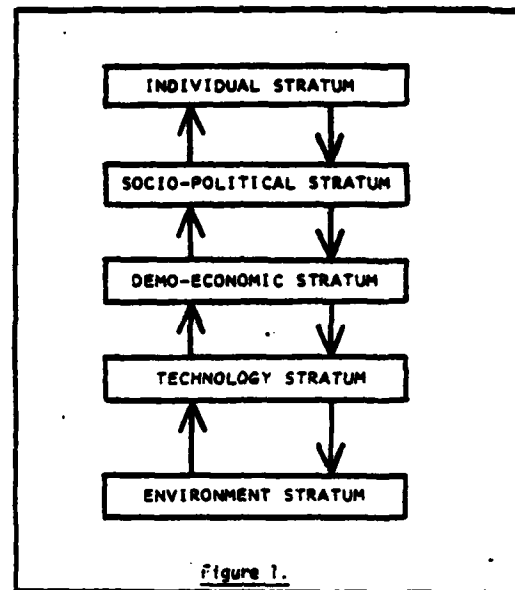 INDIVIDUAL STRATUM
SOCIO-POLITICAL STRATUM
DEMO-ECONOMIC STRATUM
TECHNOLOGY STRATUM
ENVIRONMENT STRATUM
Figure 1.